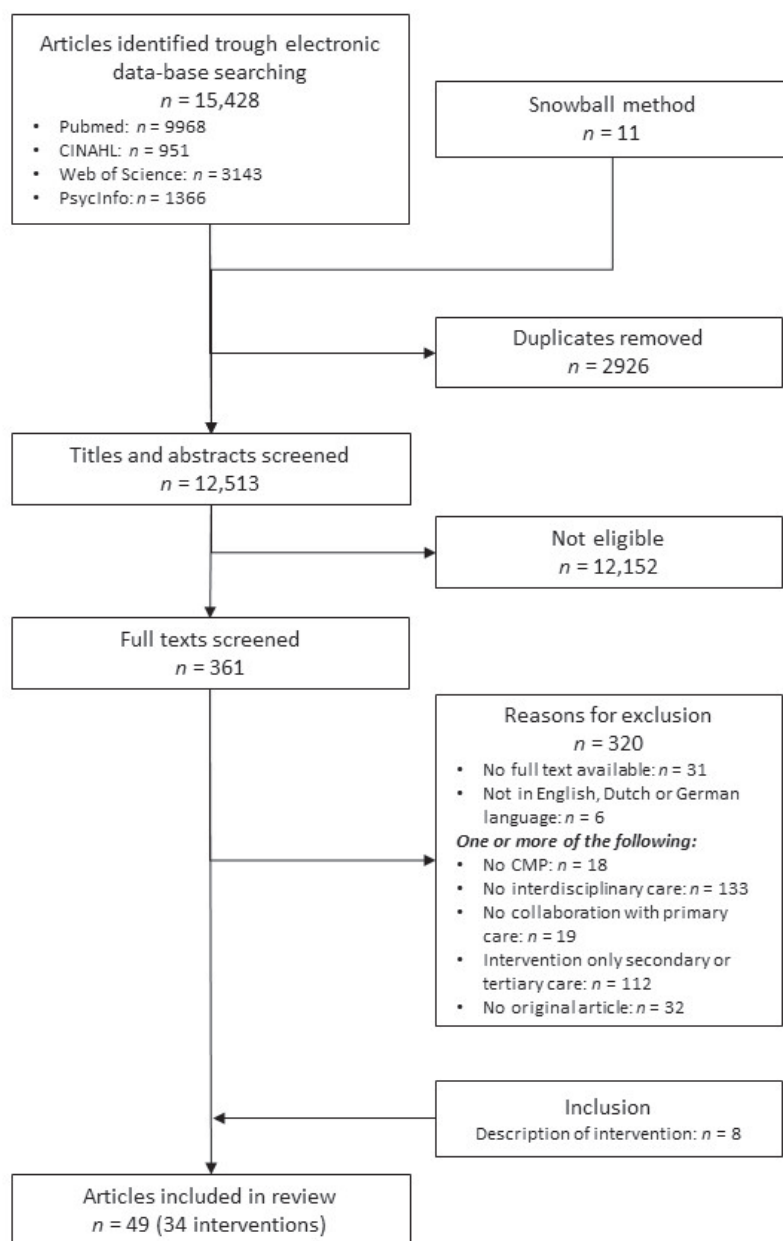 Articles identified trough electronic
data-base searching
n = 15,428
• Pubmed: n = 9968
• CINAHL: n = 951
• Web of Science: n = 3143
• PsycInfo: n = 1366
Snowball method
n = 11
Duplicates removed
n = 2926
Titles and abstracts screened
n = 12,513
Not eligible
n = 12,152
Full texts screened
n = 361
Reasons for exclusion
n = 320
• No full text available: n = 31
• Not in English, Dutch or German
language: n = 6
One or more of the following:
• No CMP: n = 18
• No interdisciplinary care: n = 133
• No collaboration with primary
care: n = 19
• Intervention only secondary or
tertiary care: n = 112
• No original article: n = 32
Inclusion
Description of intervention: n = 8
Articles included in review
n = 49 (34 interventions)